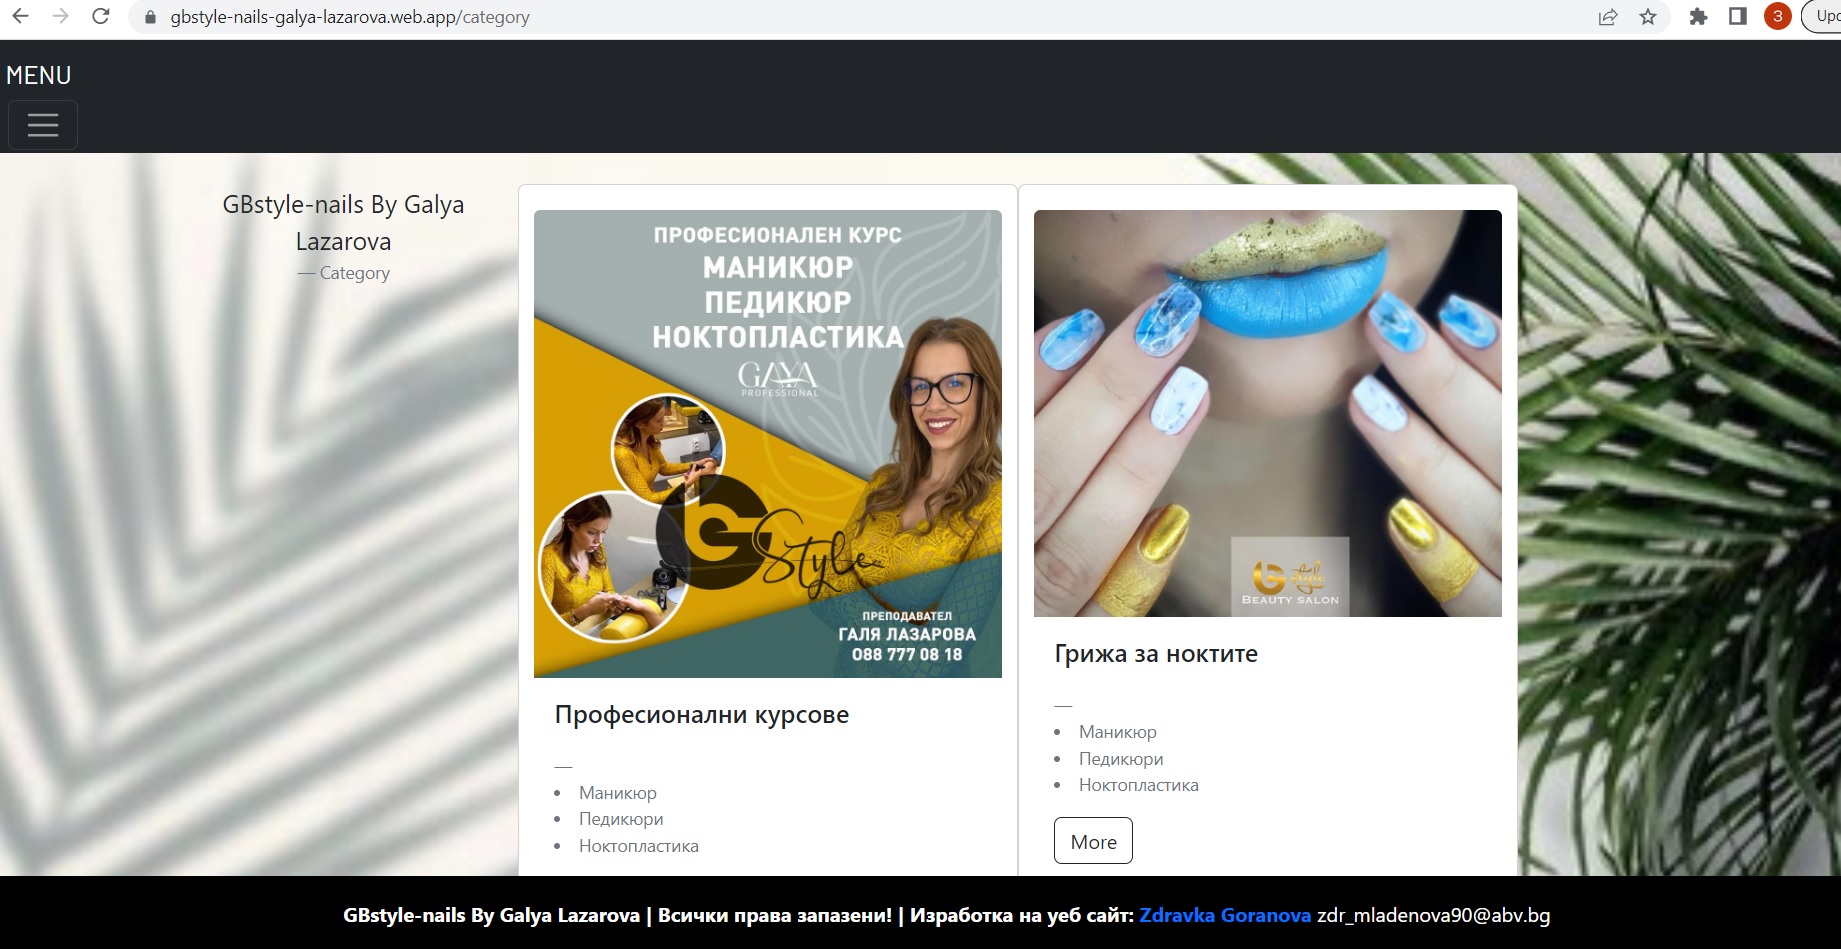 gbstyle-nails-galya-lazarova.web.app/category
3
MENU
GBstyle-nails By Galya
Lazarova
— Category
ПРОФЕСИОНАЛЕН КУРС
МАНИКЮР
ПЕДИКЮР
НОКТОПЛАСТИКА
GAYA
PROFESSIONAL
G Style
ПРЕПОДАВАТЕЛ
ГАЛЯ ЛАЗАРОВА
088 777 08 18
Професионални курсове
—
• Маникюр
• Педикюри
• Ноктопластика
G style
BEAUTY SALON
Грижа за ноктите
—
• Маникюр
• Педикюри
• Ноктопластика
More
GBstyle-nails By Galya Lazarova | Всички права запазени! | Изработка на уеб сайт: Zdravka Goranova zdr_mladenova90@abv.bg